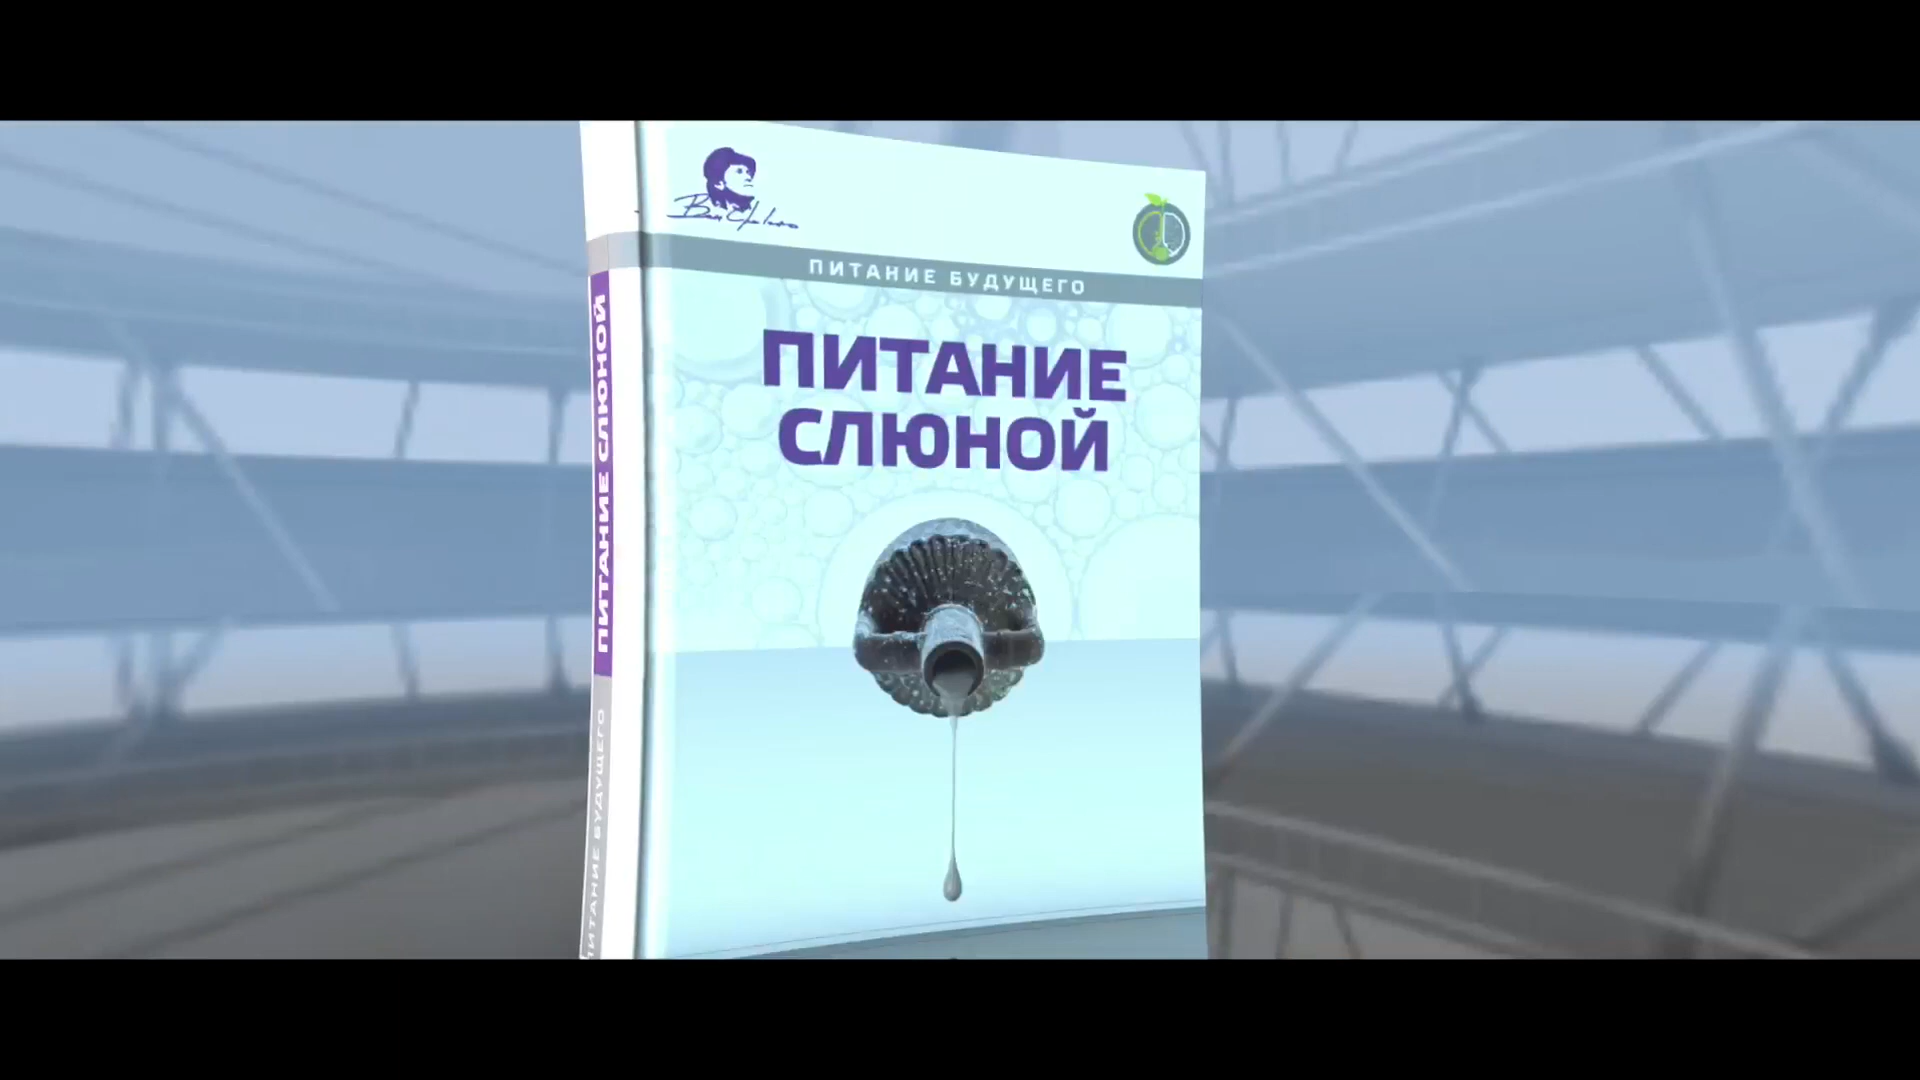 ПИТАНИЕ БУДУЩЕГО
ПИТАНИЕ
СЛЮНОЙ
ПИТАНИЕ СЛЮНОЙ
ПИТАНИЕ БУДУЩЕГО